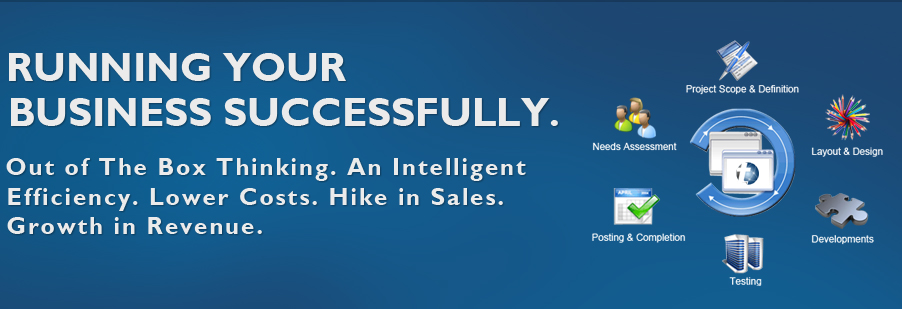 RUNNING YOUR
BUSINESS SUCCESSFULLY.
Out of The Box Thinking. An Intelligent
Efficiency. Lower Costs. Hike in Sales.
Growth in Revenue.
Project Scope & Definition
Needs Assessment
Layout & Design
Posting & Completion
Developments
Testing
APRIL